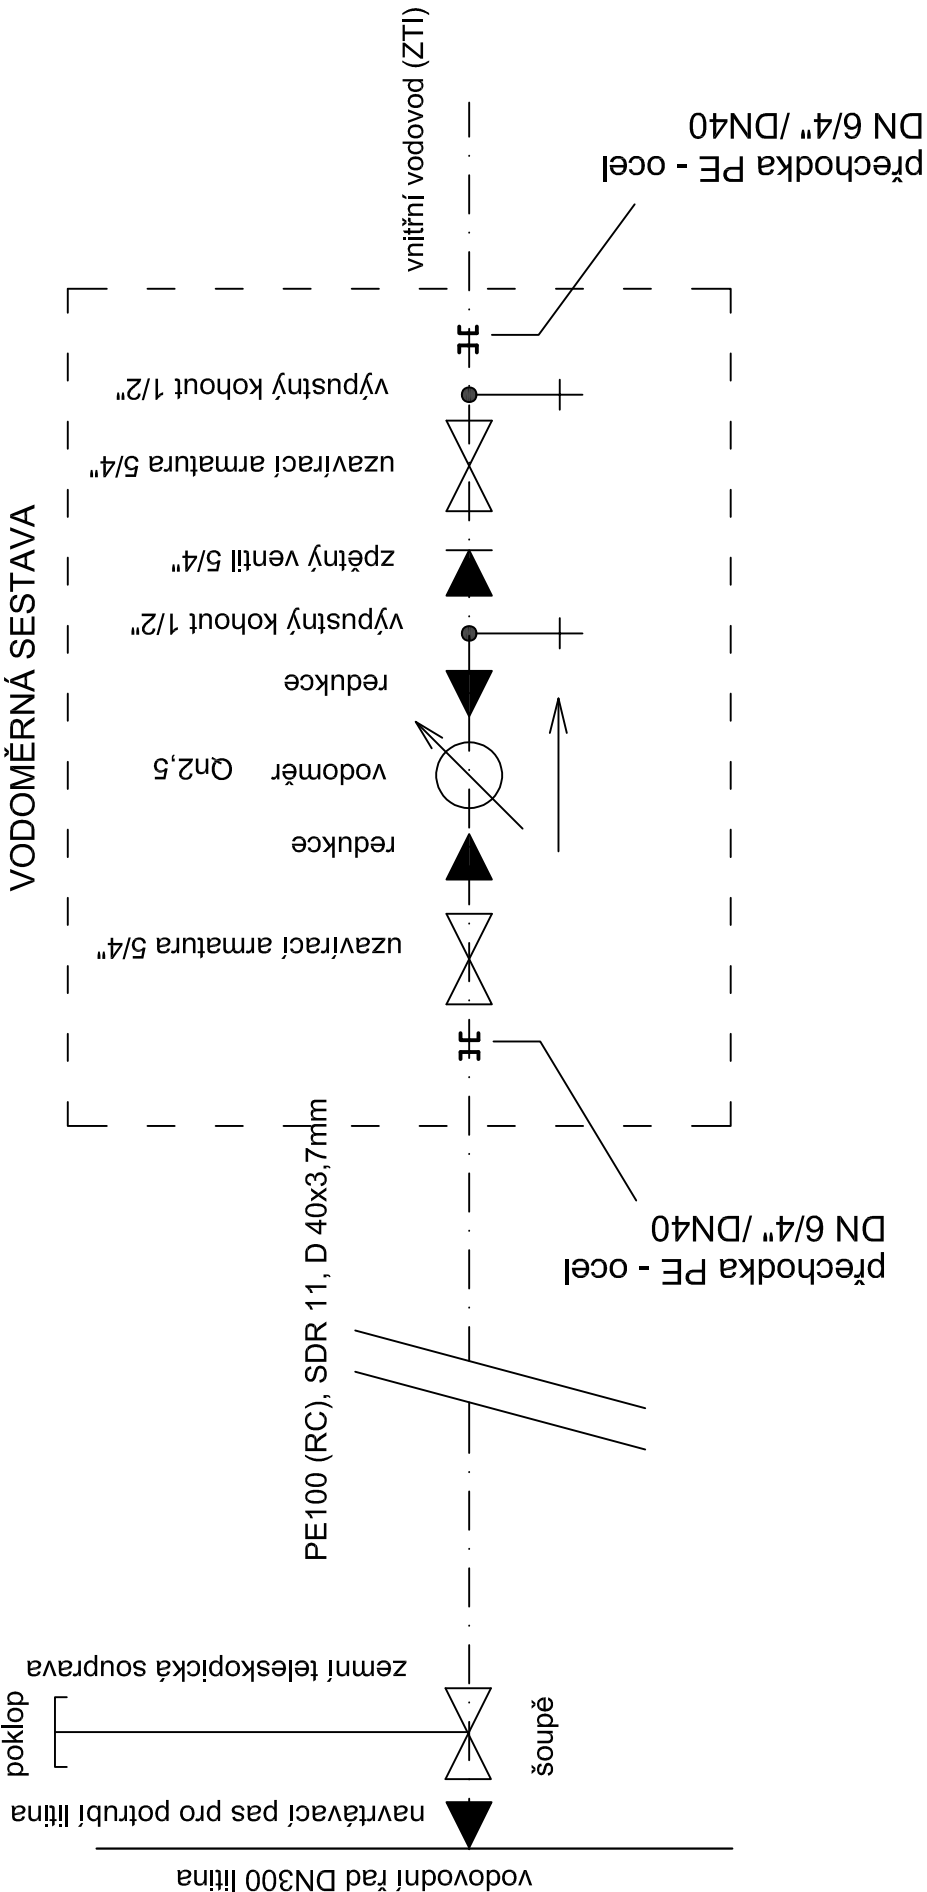 VODOMĚRNÁ SESTAVA
vnitřní vodovod (ZTI)
přechodka PE - ocel
DN 6/4" /DN40
výpustný kohout 1/2"
uzavírací armatura 5/4"
zpětný ventil 5/4"
výpustný kohout 1/2"
redukce
vodoměr Qn2,5
redukce
uzavírací armatura 5/4"
PE100 (RC), SDR 11, D 40x3,7mm
přechodka PE - ocel
DN 6/4" /DN40
zemní teleskopická souprava
poklop
šoupě
navrtávací pas pro potrubí litina
vodovodní řad DN300 litina